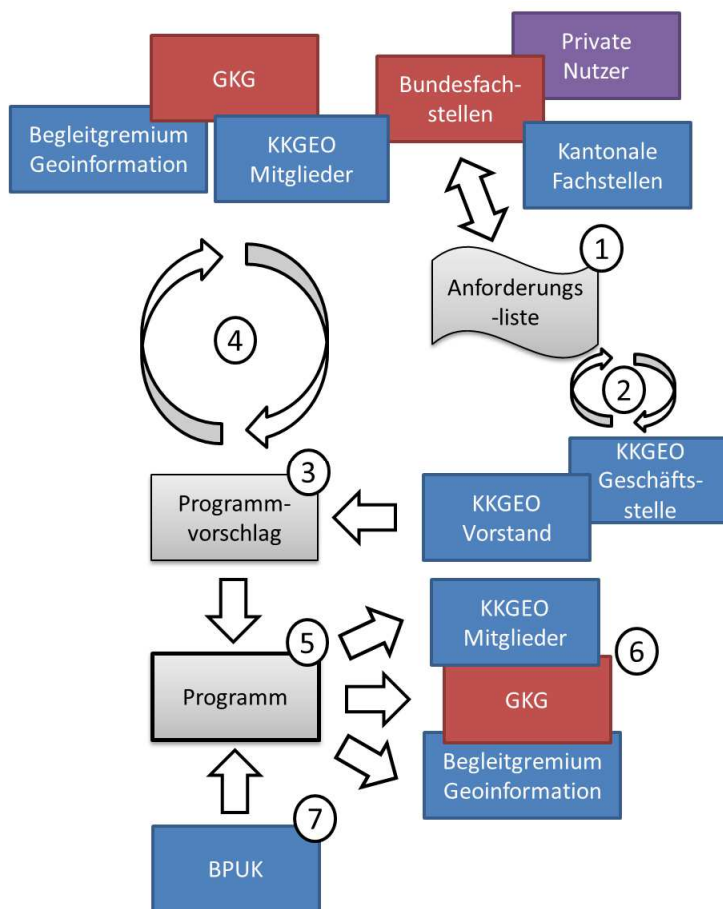 GKG
Begleitgremium
Geoinformation
KKGEO
Mitglieder
Bundesfach-
stellen
Private
Nutzer
Kantonale
Fachstellen
1
Anforderungs
-liste
2
4
KKGEO
Geschäfts-
stelle
KKGEO
Vorstand
3
Programm-
vorschlag
5
Programm
KKGEO
Mitglieder
6
GKG
Begleitgremium
Geoinformation
7
BPUK